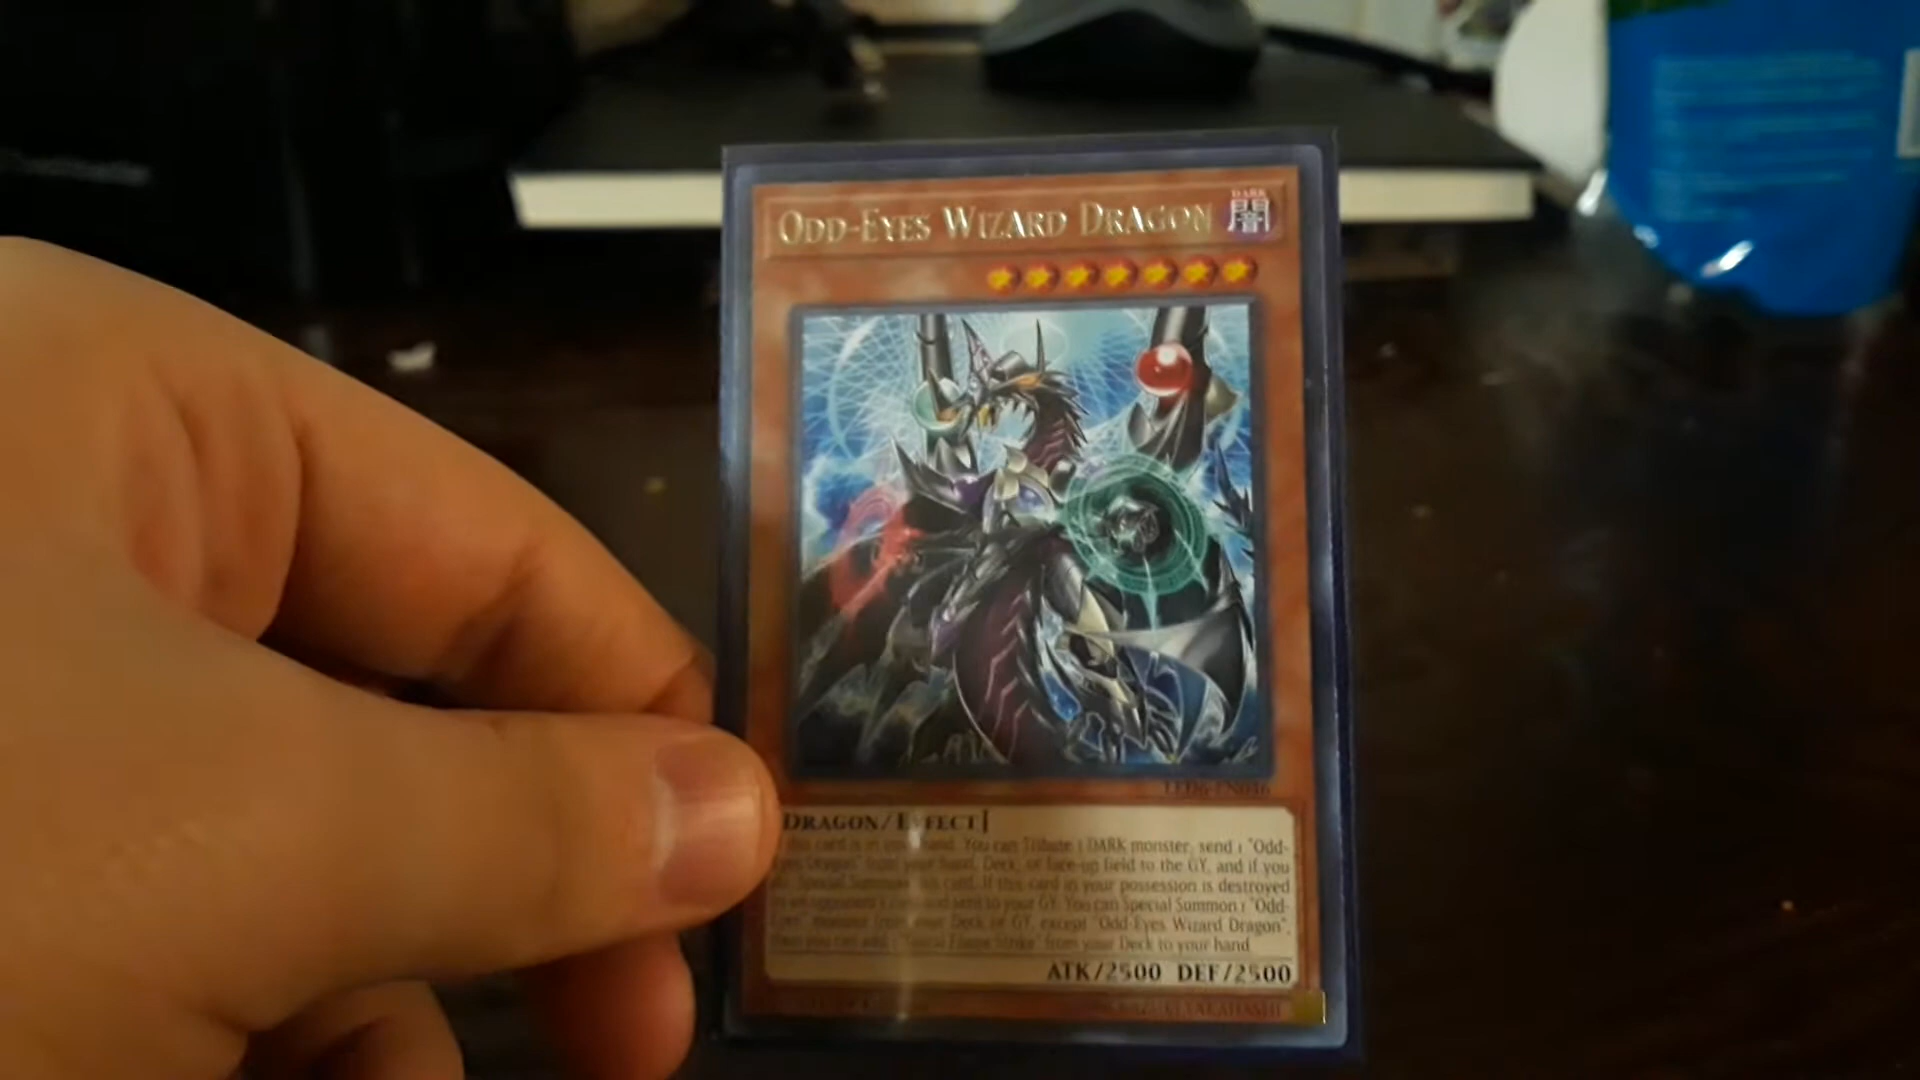 ODD-EYES WIZARD DRAGON
DARK
闇
LED6-EN036
DRAGON/EFFECT]
this card is in your hand: You can Tribute 1 DARK monster; send 1 "Odd-
Eyes Dragon" from your hand, Deck, or face-up field to the GY, and if you
do, Special Summon this card. If this card in your possession is destroyed
by an opponent's card and sent to your GY: You can Special Summon 1 "Odd-
Eyes" monster from your Deck or GY, except "Odd-Eyes Wizard Dragon",
then you can add 1 "Spiral Flame Strike" from your Deck to your hand
ATK/2500 DEF/2500
TAKAHASHI